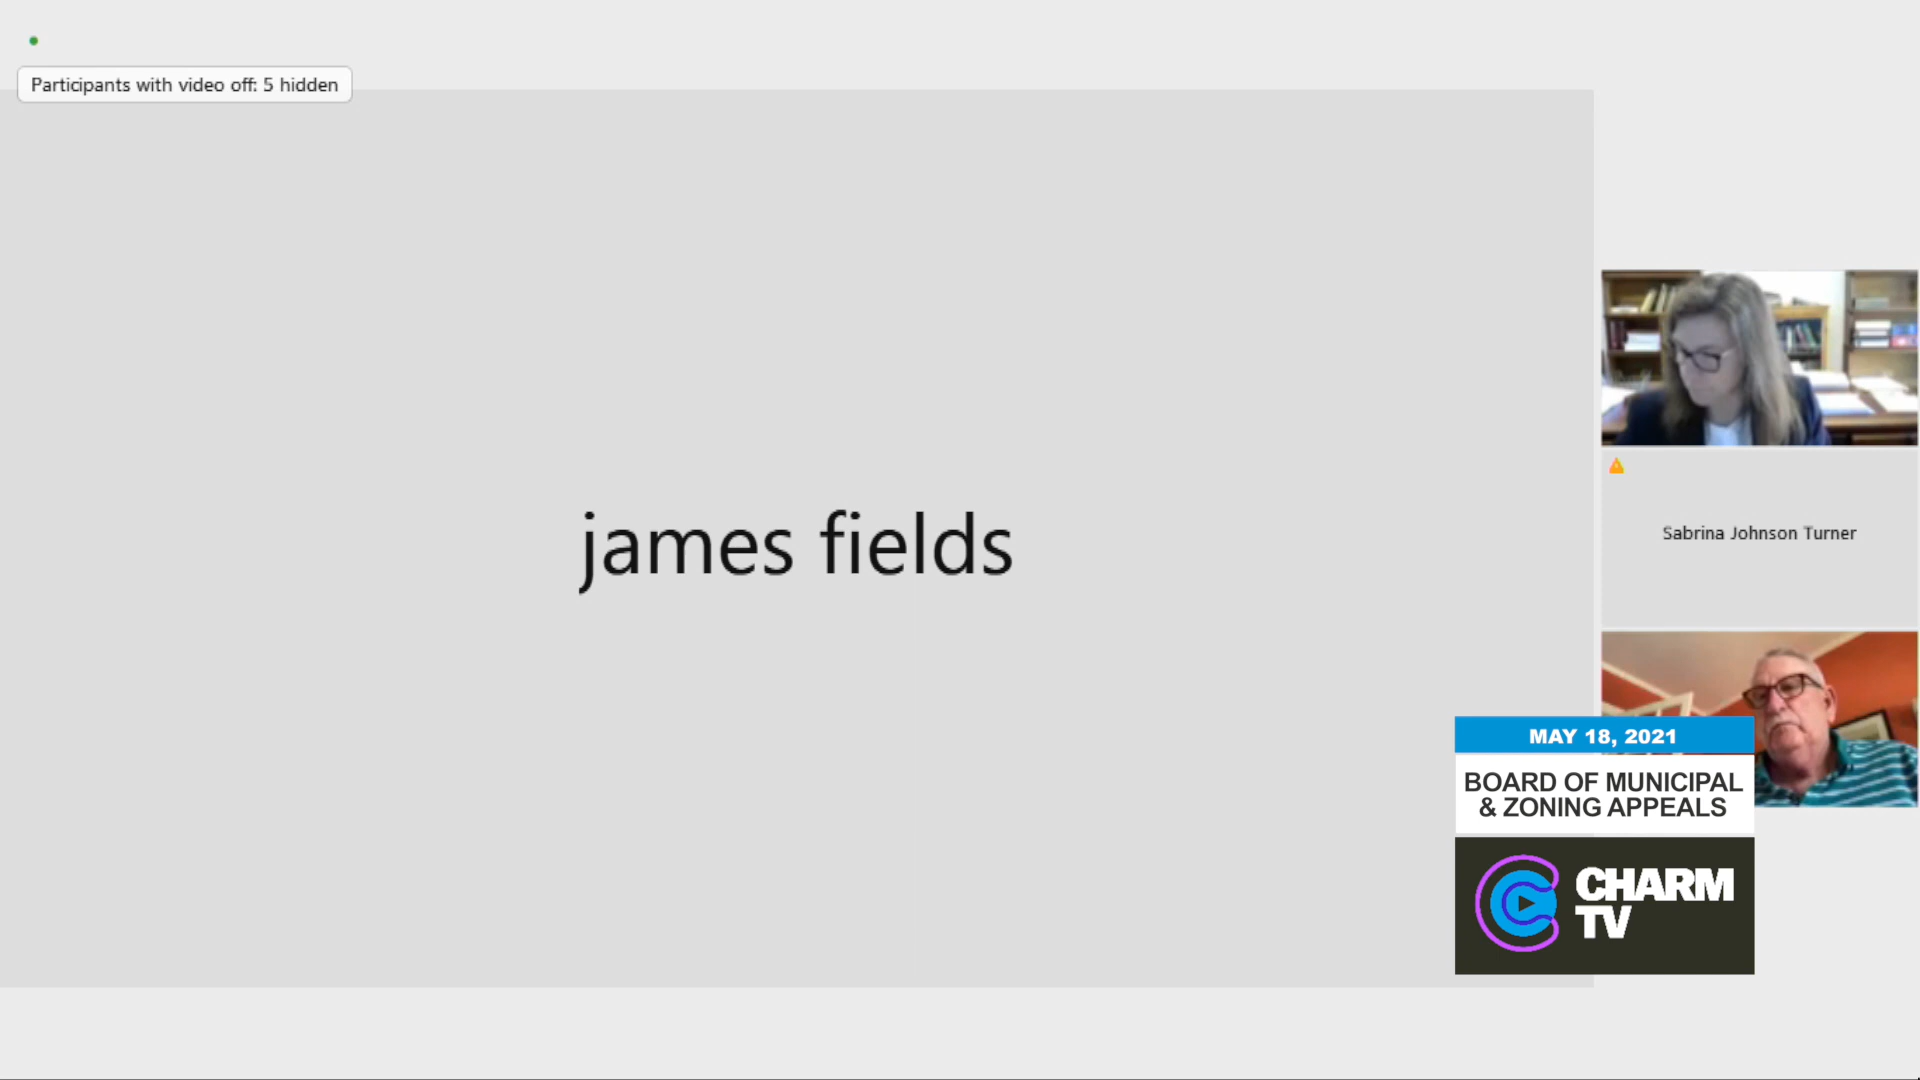 Participants with video off: 5 hidden
james fields
Sabrina Johnson Turner
MAY 18, 2021
BOARD OF MUNICIPAL
& ZONING APPEALS
CHARM
TV